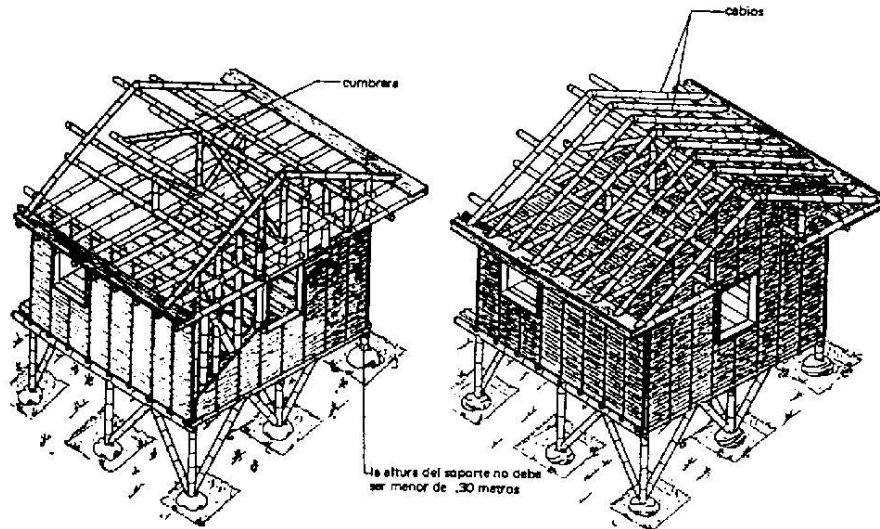 cabios
cumbrera
la altura del soporte no debe
ser menor de .30 metros